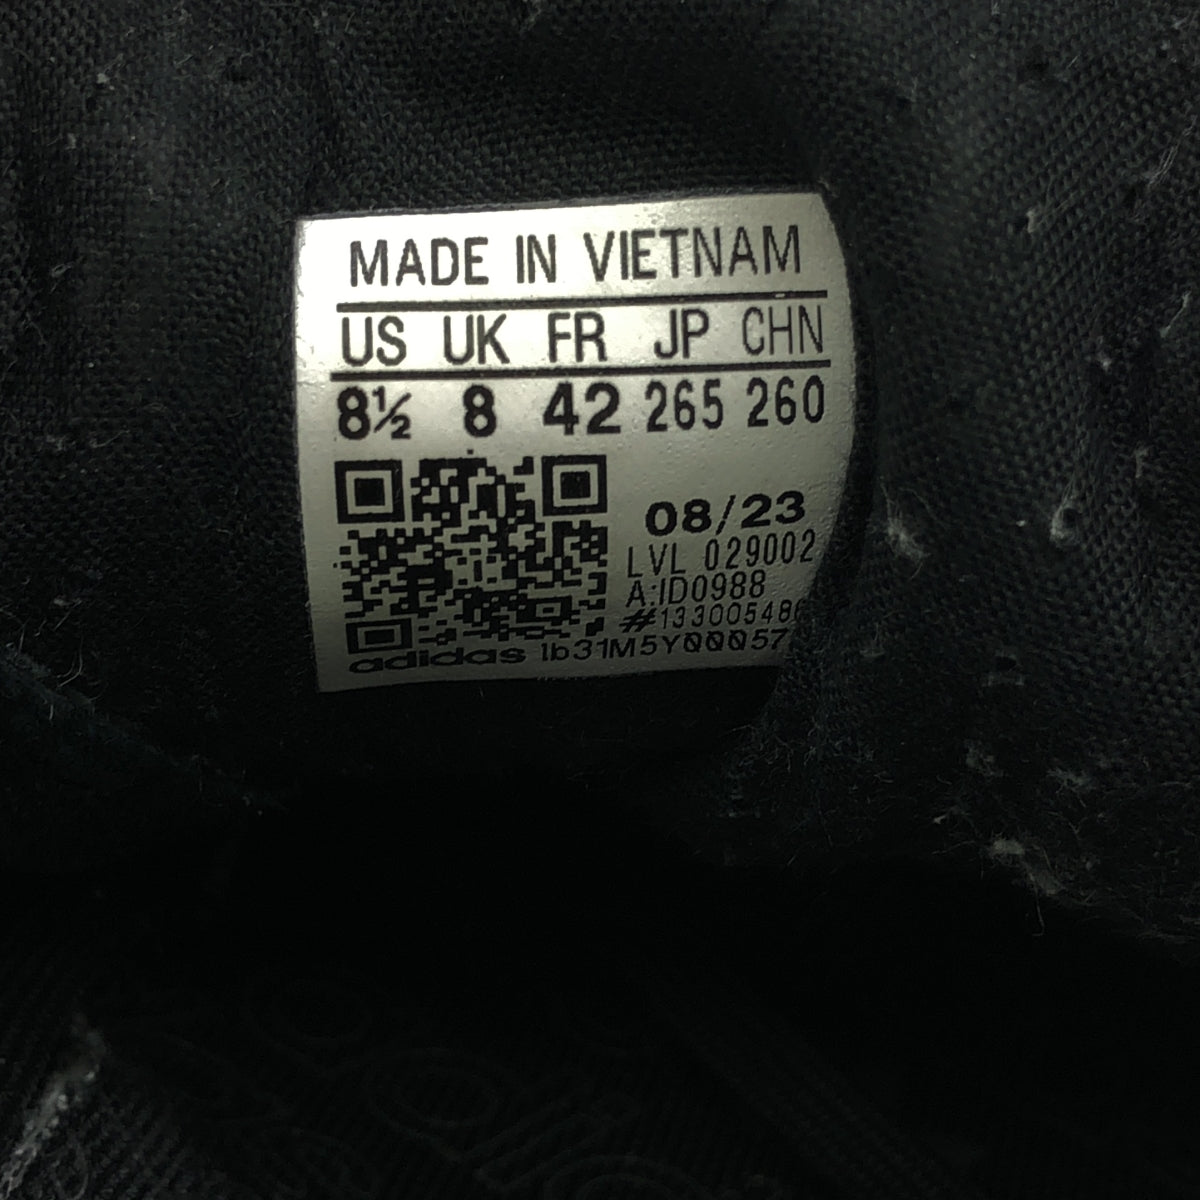 MADE IN VIETNAM
US UK FR JP CHN
8½ 8 42 265 260
08/23
LVL 029002
A:ID0988
adidas